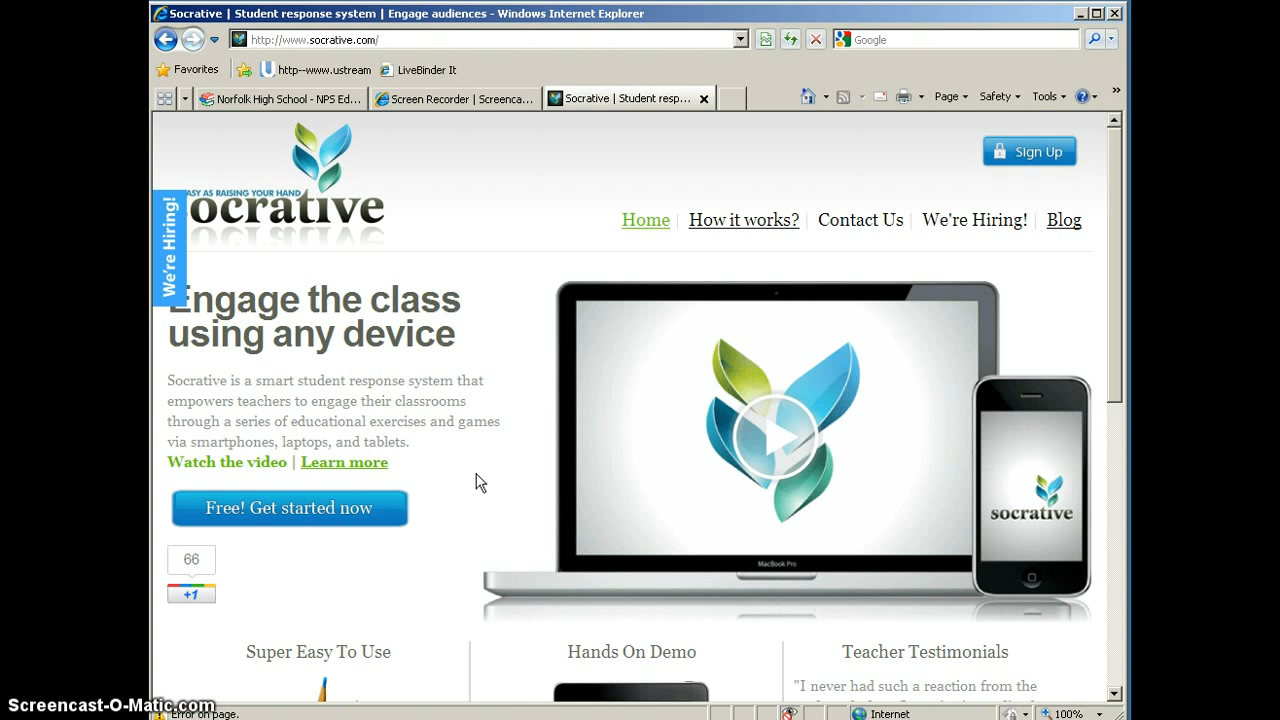 Socrative | Student response system | Engage audiences - Windows Internet Explorer
http://www.socrative.com/
Google
Favorites
http--www.ustream
LiveBinder It
Norfolk High School - NPS Ed...
Screen Recorder | Screenca...
Socrative | Student resp...
Page
Safety
Tools
Sign Up
EASY AS RAISING YOUR HAND
socrative
We're Hiring!
Home
How it works?
Contact Us
We're Hiring!
Blog
Engage the class
using any device
Socrative is a smart student response system that
empowers teachers to engage their classrooms
through a series of educational exercises and games
via smartphones, laptops, and tablets.
Watch the video | Learn more
Free! Get started now
66
+1
MacBook Pro
socrative
Super Easy To Use
Hands On Demo
Teacher Testimonials
"I never had such a reaction from the
Screencast-O-Matic.com
Error on page.
Internet
100%